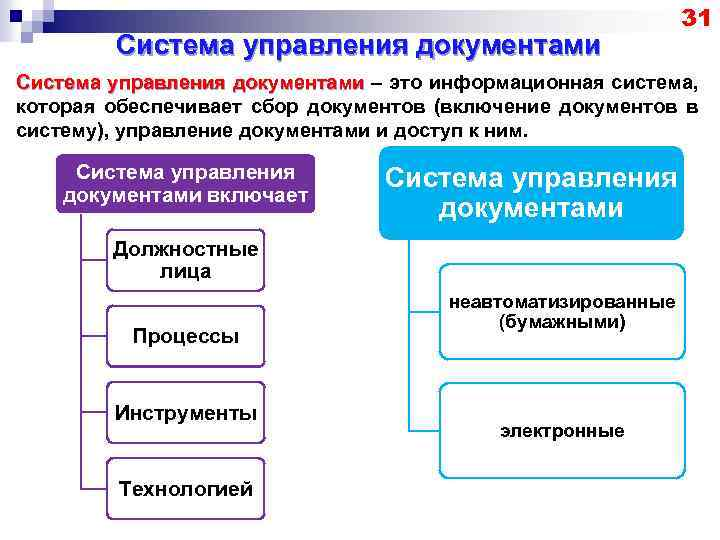 31
Система управления документами
Система управления документами – это информационная система,
которая обеспечивает сбор документов (включение документов в
систему), управление документами и доступ к ним.
Система управления
документами включает
Должностные
лица
Процессы
Инструменты
Технологией
Система управления
документами
неавтоматизированные
(бумажными)
электронные